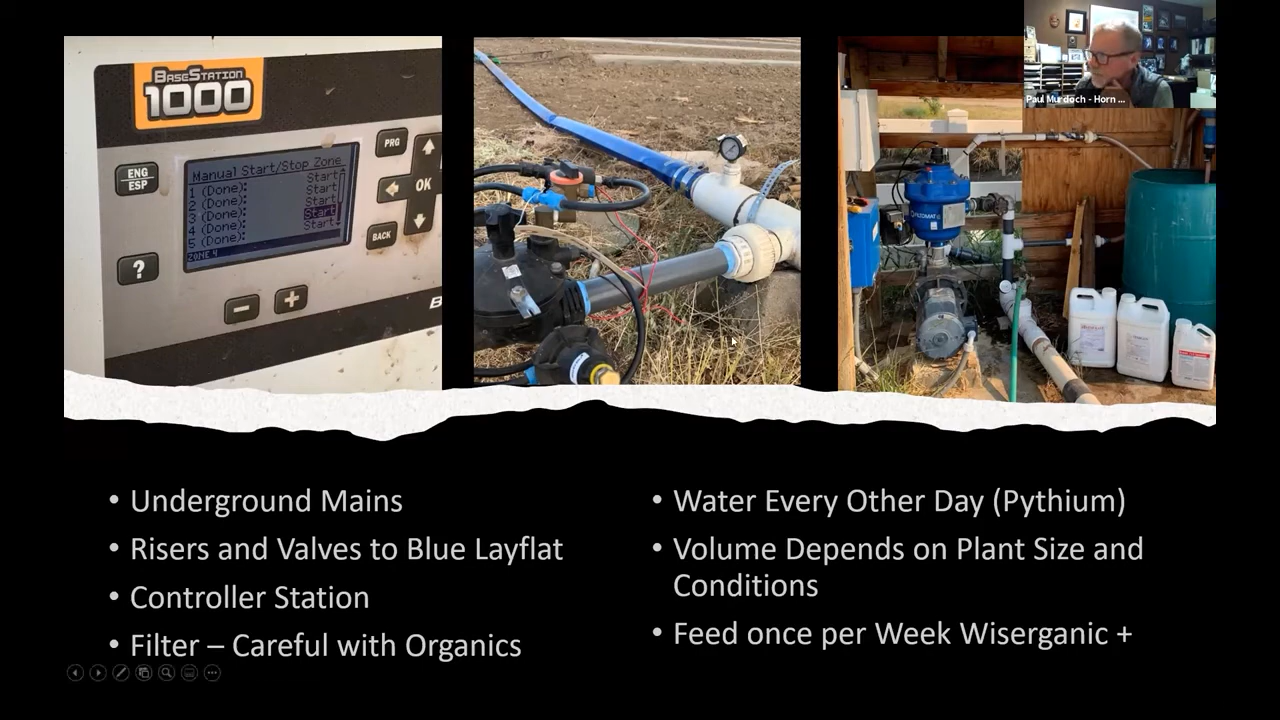 BASESTATION
1000
ENG
ESP
PRG
OK
BACK
?
Manual Start/Stop Zone
1 (Done): Start
2 (Done): Start
3 (Done): Start
4 (Done): Start
5 (Done): Start
ZONE 4
Paul Murdoch - Horn ...
• Underground Mains
• Risers and Valves to Blue Layflat
• Controller Station
• Filter – Careful with Organics
• Water Every Other Day (Pythium)
• Volume Depends on Plant Size and
Conditions
• Feed once per Week Wiserganic +